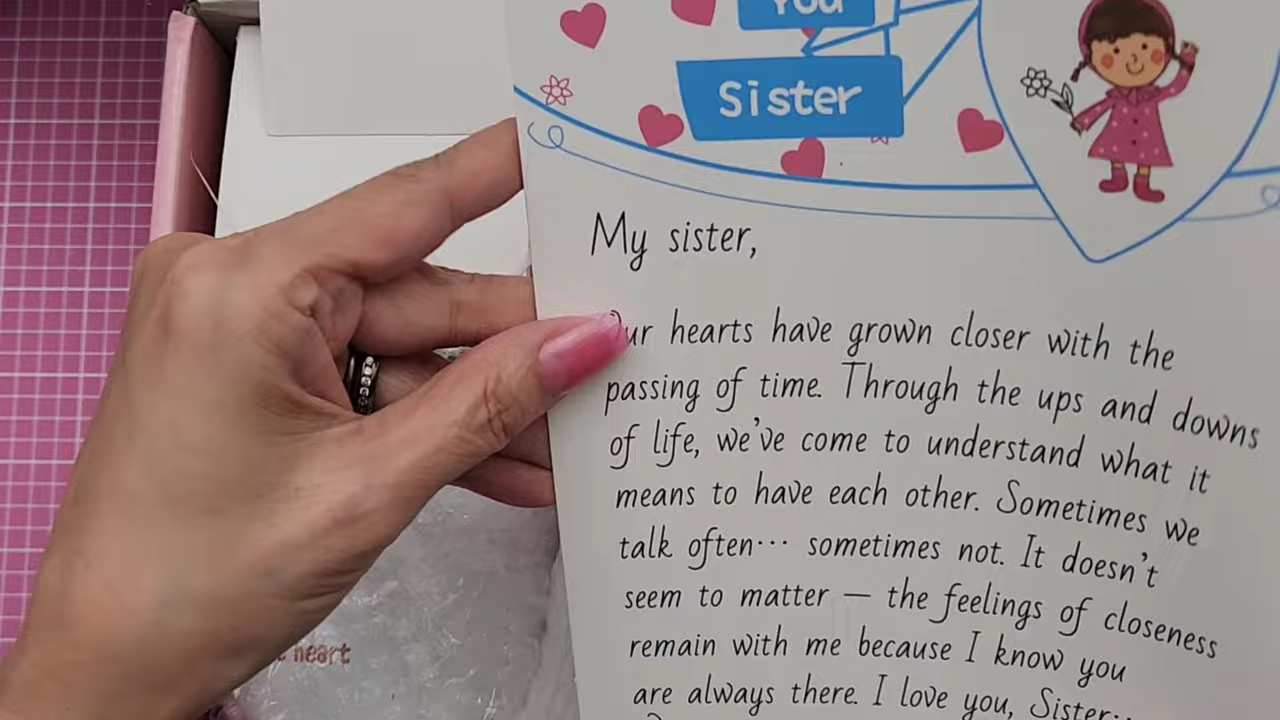 You
Sister
My sister,
Our hearts have grown closer with the
passing of time. Through the ups and downs
of life, we've come to understand what it
means to have each other. Sometimes we
talk often... sometimes not. It doesn't
seem to matter — the feelings of closeness
remain with me because I know you
are always there. I love you, Sister..
heart